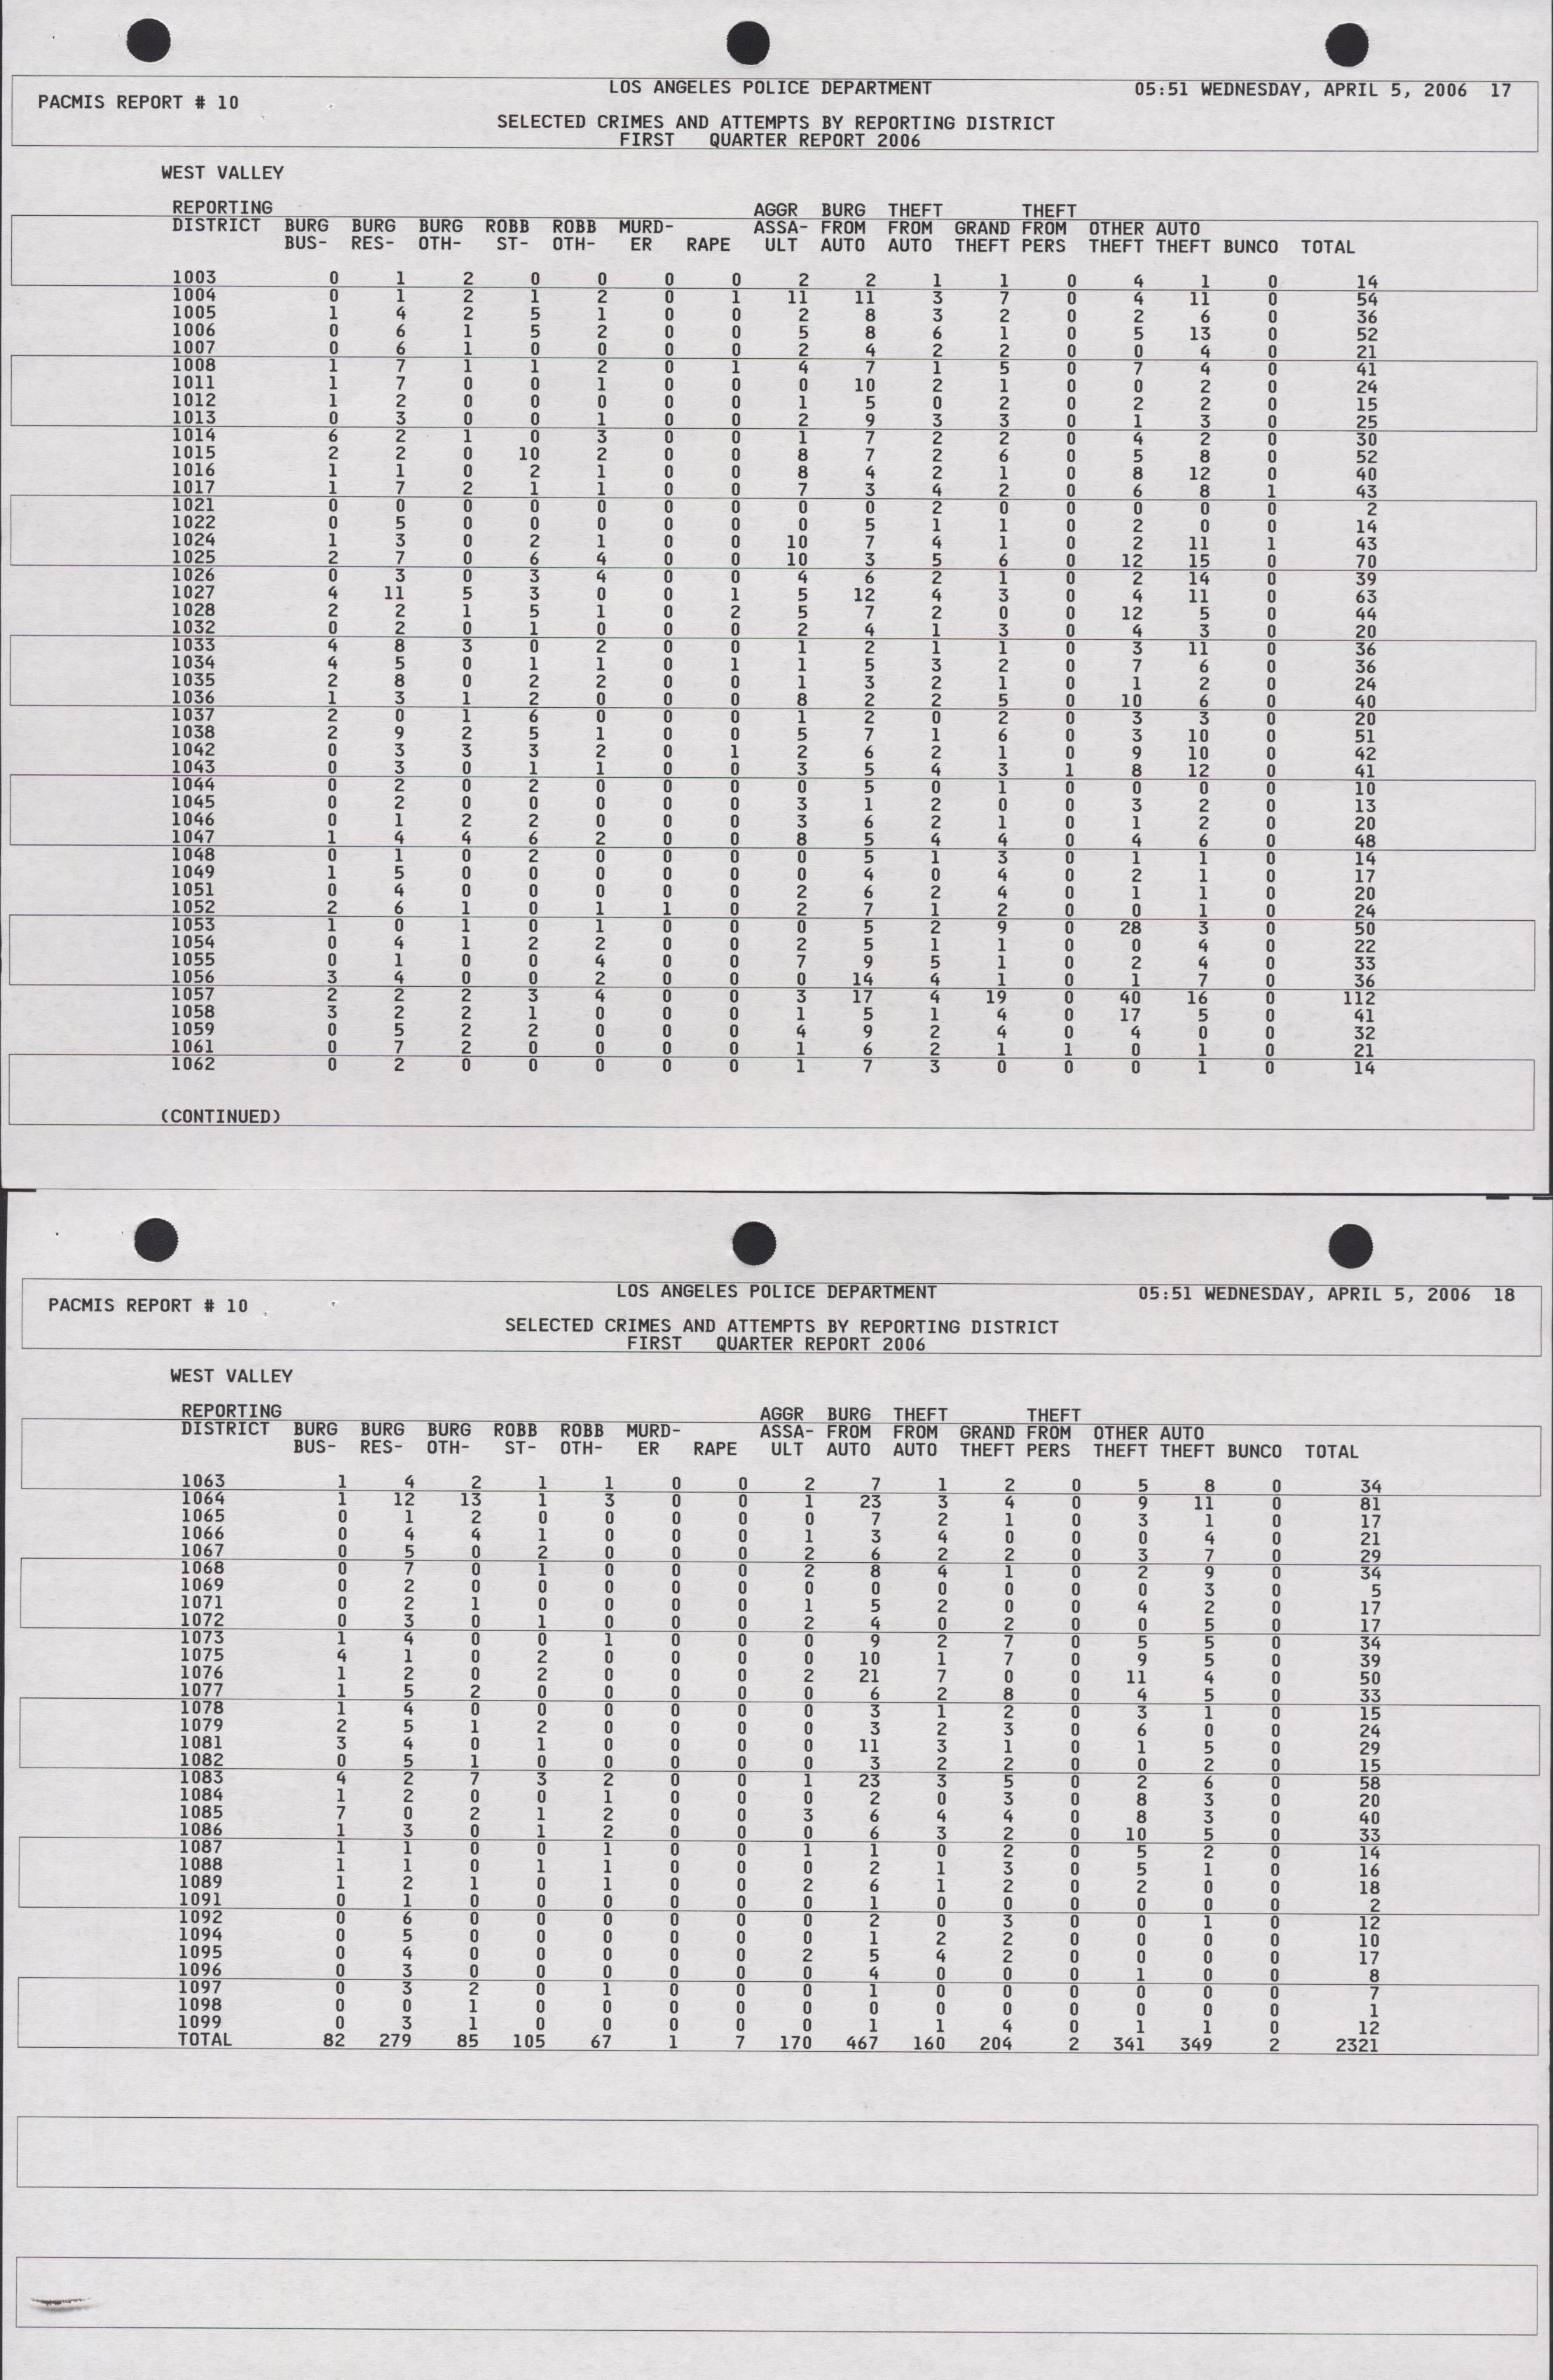 LOS ANGELES POLICE DEPARTMENT 05:51 WEDNESDAY, APRIL 5, 2006 17
PACMIS REPORT # 10
SELECTED CRIMES AND ATTEMPTS BY REPORTING DISTRICT
FIRST QUARTER REPORT 2006
WEST VALLEY
REPORTING AGGR BURG THEFT THEFT
DISTRICT BURG BURG BURG ROBB ROBB MURD- ASSA- FROM FROM GRAND FROM OTHER AUTO
BUS- RES- OTH- ST- OTH- ER RAPE ULT AUTO AUTO THEFT PERS THEFT THEFT BUNCO TOTAL
1003 0 1 2 0 0 0 0 2 2 1 1 0 4 1 0 14
1004 0 1 2 1 2 0 1 11 11 3 7 0 4 11 0 54
1005 1 4 2 5 1 0 0 2 8 3 2 0 2 6 0 36
1006 0 6 1 5 2 0 0 5 8 6 1 0 5 13 0 52
1007 0 6 1 0 0 0 0 2 4 2 2 0 0 4 0 21
1008 1 7 1 1 2 0 1 4 7 1 5 0 7 4 0 41
1011 1 7 0 0 1 0 0 0 10 2 1 0 0 2 0 24
1012 1 2 0 0 0 0 0 1 5 0 2 0 2 2 0 15
1013 0 3 0 0 1 0 0 2 9 3 3 0 1 3 0 25
1014 6 2 1 0 3 0 0 1 7 2 2 0 4 2 0 30
1015 2 2 0 10 2 0 0 8 7 2 6 0 5 8 0 52
1016 1 1 0 2 1 0 0 8 4 2 1 0 8 12 0 40
1017 1 7 2 1 1 0 0 7 3 4 2 0 6 8 1 43
1021 0 0 0 0 0 0 0 0 0 2 0 0 0 0 0 2
1022 0 5 0 0 0 0 0 0 5 1 1 0 2 0 0 14
1024 1 3 0 2 1 0 0 10 7 4 1 0 2 11 1 43
1025 2 7 0 6 4 0 0 10 3 5 6 0 12 15 0 70
1026 0 3 0 3 4 0 0 4 6 2 1 0 2 14 0 39
1027 4 11 5 3 0 0 1 5 12 4 3 0 4 11 0 63
1028 2 2 1 5 1 0 2 5 7 2 0 0 12 5 0 44
1032 0 2 0 1 0 0 0 2 4 1 3 0 4 3 0 20
1033 4 8 3 0 2 0 0 1 2 1 1 0 3 11 0 36
1034 4 5 0 1 1 0 1 1 5 3 2 0 7 6 0 36
1035 2 8 0 2 2 0 0 1 3 2 1 0 1 2 0 24
1036 1 3 1 2 0 0 0 8 2 2 5 0 10 6 0 40
1037 2 0 1 6 0 0 0 1 2 0 2 0 3 3 0 20
1038 2 9 2 5 1 0 0 5 7 1 6 0 3 10 0 51
1042 0 3 3 3 2 0 1 2 6 2 1 0 9 10 0 42
1043 0 3 0 1 1 0 0 3 5 4 3 1 8 12 0 41
1044 0 2 0 2 0 0 0 0 5 0 1 0 0 0 0 10
1045 0 2 0 0 0 0 0 3 1 2 0 0 3 2 0 13
1046 0 1 2 2 0 0 0 3 6 2 1 0 1 2 0 20
1047 1 4 4 6 2 0 0 8 5 4 4 0 4 6 0 48
1048 0 1 0 2 0 0 0 0 5 1 3 0 1 1 0 14
1049 1 5 0 0 0 0 0 0 4 0 4 0 2 1 0 17
1051 0 4 0 0 0 0 0 2 6 2 4 0 1 1 0 20
1052 2 6 1 0 1 1 0 2 7 1 2 0 0 1 0 24
1053 1 0 1 0 1 0 0 0 5 2 9 0 28 3 0 50
1054 0 4 1 2 2 0 0 2 5 1 1 0 0 4 0 22
1055 0 1 0 0 4 0 0 7 9 5 1 0 2 4 0 33
1056 3 4 0 0 2 0 0 0 14 4 1 0 1 7 0 36
1057 2 2 2 3 4 0 0 3 17 4 19 0 40 16 0 112
1058 3 2 2 1 0 0 0 1 5 1 4 0 17 5 0 41
1059 0 5 2 2 0 0 0 4 9 2 4 0 4 0 0 32
1061 0 7 2 0 0 0 0 1 6 2 1 1 0 1 0 21
1062 0 2 0 0 0 0 0 1 7 3 0 0 0 1 0 14
(CONTINUED)
LOS ANGELES POLICE DEPARTMENT 05:51 WEDNESDAY, APRIL 5, 2006 18
PACMIS REPORT # 10
SELECTED CRIMES AND ATTEMPTS BY REPORTING DISTRICT
FIRST QUARTER REPORT 2006
WEST VALLEY
REPORTING AGGR BURG THEFT THEFT
DISTRICT BURG BURG BURG ROBB ROBB MURD- ASSA- FROM FROM GRAND FROM OTHER AUTO
BUS- RES- OTH- ST- OTH- ER RAPE ULT AUTO AUTO THEFT PERS THEFT THEFT BUNCO TOTAL
1063 1 4 2 1 1 0 0 2 7 1 2 0 5 8 0 34
1064 1 12 13 1 3 0 0 1 23 3 4 0 9 11 0 81
1065 0 1 2 0 0 0 0 0 7 2 1 0 3 1 0 17
1066 0 4 4 1 0 0 0 1 3 4 0 0 0 4 0 21
1067 0 5 0 2 0 0 0 2 6 2 2 0 3 7 0 29
1068 0 7 0 1 0 0 0 2 8 4 1 0 2 9 0 34
1069 0 2 0 0 0 0 0 0 0 0 0 0 0 3 0 5
1071 0 2 1 0 0 0 0 1 5 2 0 0 4 2 0 17
1072 0 3 0 1 0 0 0 2 4 0 2 0 0 5 0 17
1073 1 4 0 0 1 0 0 0 9 2 7 0 5 5 0 34
1075 4 1 0 2 0 0 0 0 10 1 7 0 9 5 0 39
1076 1 2 0 2 0 0 0 2 21 7 0 0 11 4 0 50
1077 1 5 2 0 0 0 0 0 6 2 8 0 4 5 0 33
1078 1 4 0 0 0 0 0 0 3 1 2 0 3 1 0 15
1079 2 5 1 2 0 0 0 0 3 2 3 0 6 0 0 24
1081 3 4 0 1 0 0 0 0 11 3 1 0 1 5 0 29
1082 0 5 1 0 0 0 0 0 3 2 2 0 0 2 0 15
1083 4 2 7 3 2 0 0 1 23 3 5 0 2 6 0 58
1084 1 2 0 0 1 0 0 0 2 0 3 0 8 3 0 20
1085 7 0 2 1 2 0 0 3 6 4 4 0 8 3 0 40
1086 1 3 0 1 2 0 0 0 6 3 2 0 10 5 0 33
1087 1 1 0 0 1 0 0 1 1 0 2 0 5 2 0 14
1088 1 1 0 1 1 0 0 0 2 1 3 0 5 1 0 16
1089 1 2 1 0 1 0 0 2 6 1 2 0 2 0 0 18
1091 0 1 0 0 0 0 0 0 1 0 0 0 0 0 0 2
1092 0 6 0 0 0 0 0 0 2 0 3 0 0 1 0 12
1094 0 5 0 0 0 0 0 0 1 2 2 0 0 0 0 10
1095 0 4 0 0 0 0 0 2 5 4 2 0 0 0 0 17
1096 0 3 0 0 0 0 0 0 4 0 0 0 1 0 0 8
1097 0 3 2 0 1 0 0 0 1 0 0 0 0 0 0 7
1098 0 0 1 0 0 0 0 0 0 0 0 0 0 0 0 1
1099 0 3 1 0 0 0 0 0 1 1 4 0 1 1 0 12
TOTAL 82 279 85 105 67 1 7 170 467 160 204 2 341 349 2 2321